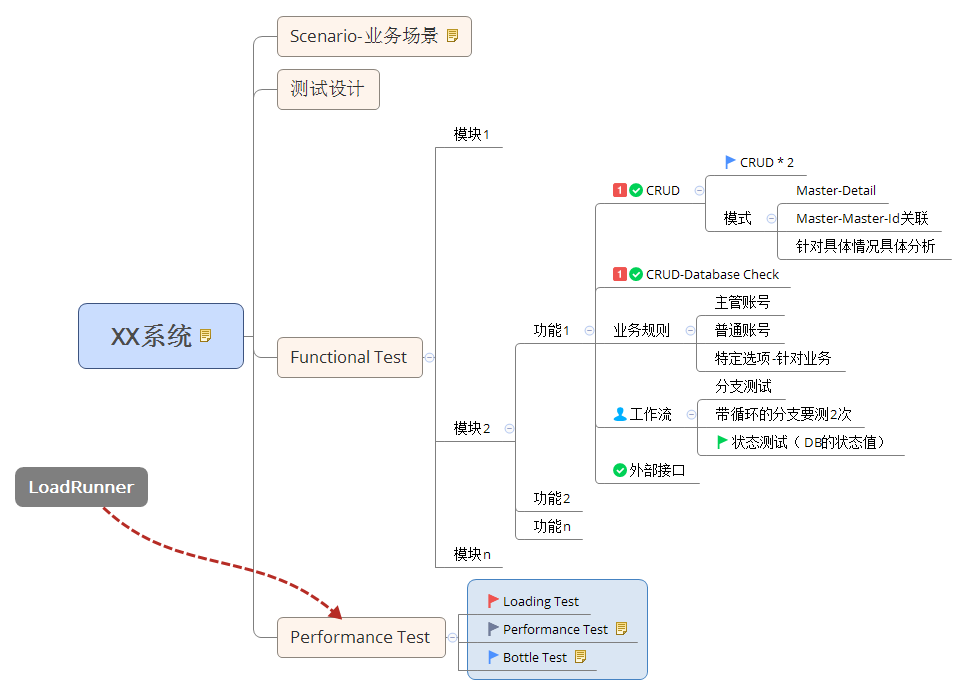 Scenario-业务场景
测试设计
模块1
CRUD * 2
1 CRUD
Master-Detail
模式
Master-Master-Id关联
针对具体情况具体分析
1 CRUD-Database Check
主管账号
功能1
业务规则
普通账号
XX系统
Functional Test
特定选项-针对业务
分支测试
工作流
带循环的分支要测2次
模块2
状态测试（ DB的状态值）
外部接口
LoadRunner
功能2
功能n
模块n
Loading Test
Performance Test
Performance Test
Bottle Test